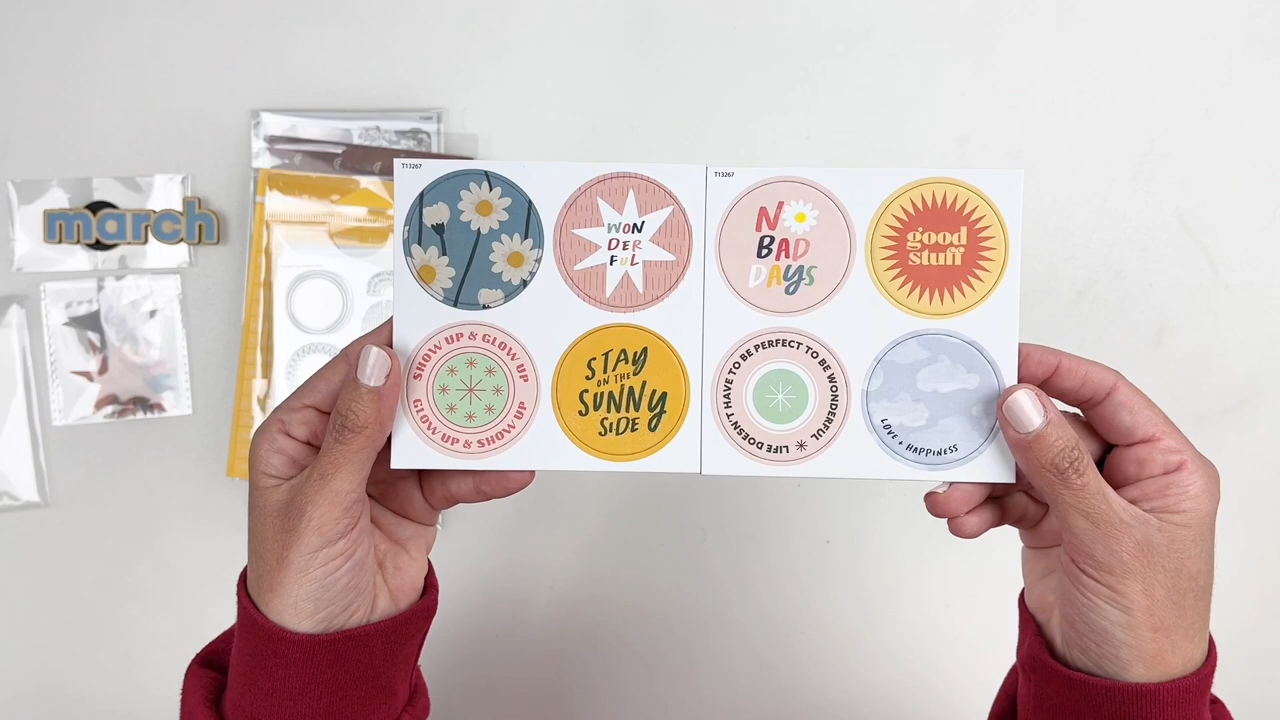 march
T13267
WON
DER
FUL
SHOW UP & GLOW UP
GLOW UP & SHOW UP
STAY
ON THE
SUNNY
SIDE
T13267
NO
BAD
DAYS
good
stuff
LIFE DOESN'T HAVE TO BE PERFECT TO BE WONDERFUL
LOVE + HAPPINESS